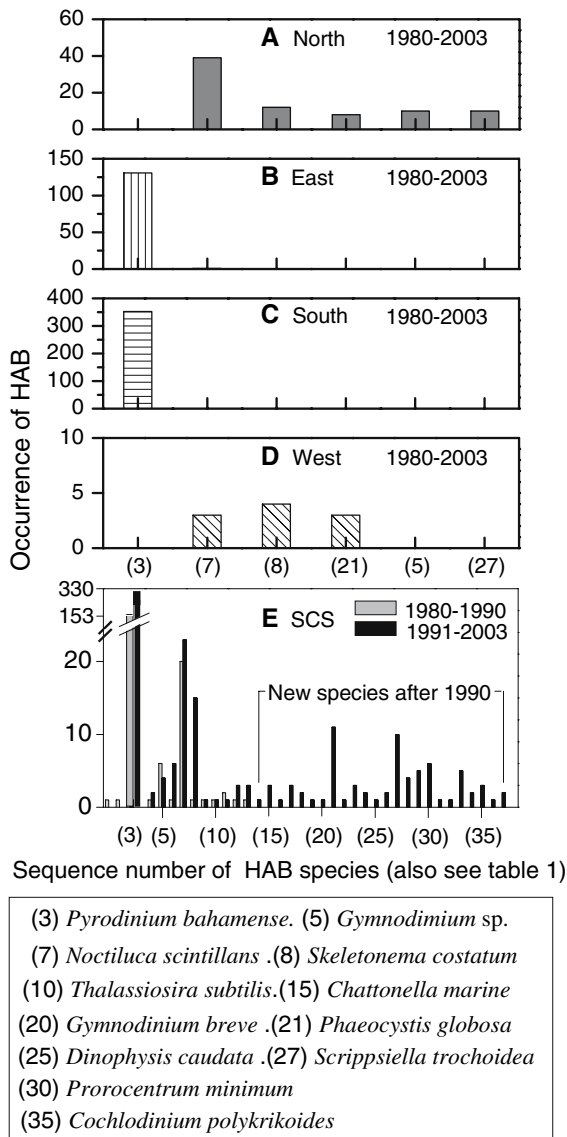 Occurrence of HAB
60
40
20
0
A North 1980-2003
150
100
50
0
B East 1980-2003
400
300
200
100
0
C South 1980-2003
10
5
0
D West 1980-2003
(3) (7) (8) (21) (5) (27)
330
153
20
10
0
E SCS
1980-1990
1991-2003
New species after 1990
(3) (5) (10) (15) (20) (25) (30) (35)
Sequence number of HAB species (also see table 1)
(3) Pyrodinium bahamense. (5) Gymnodimium sp.
(7) Noctiluca scintillans .(8) Skeletonema costatum
(10) Thalassiosira subtilis.(15) Chattonella marine
(20) Gymnodinium breve .(21) Phaeocystis globosa
(25) Dinophysis caudata .(27) Scrippsiella trochoidea
(30) Prorocentrum minimum
(35) Cochlodinium polykrikoides